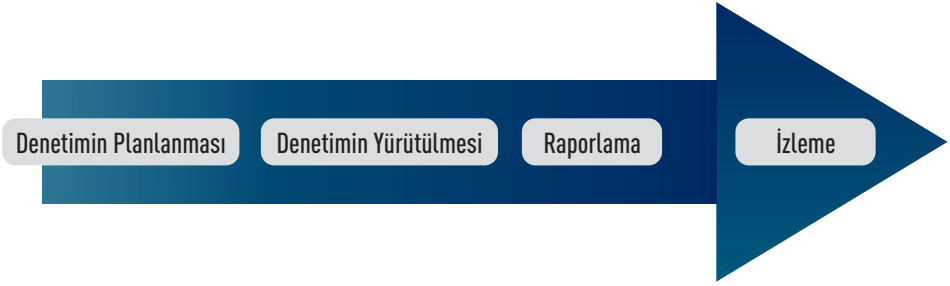 Denetimin Planlanması
Denetimin Yürütülmesi
Raporlama
İzleme